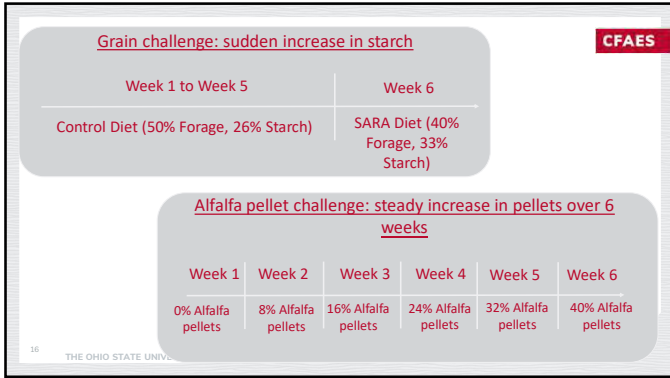 Grain challenge: sudden increase in starch
CFAES
Week 1 to Week 5
Week 6
Control Diet (50% Forage, 26% Starch)
SARA Diet (40%
Forage, 33%
Starch)
Alfalfa pellet challenge: steady increase in pellets over 6
weeks
Week 1 Week 2 Week 3 Week 4 Week 5 Week 6
0% Alfalfa 8% Alfalfa 16% Alfalfa 24% Alfalfa 32% Alfalfa 40% Alfalfa
pellets pellets pellets pellets pellets pellets
16
THE OHIO STATE